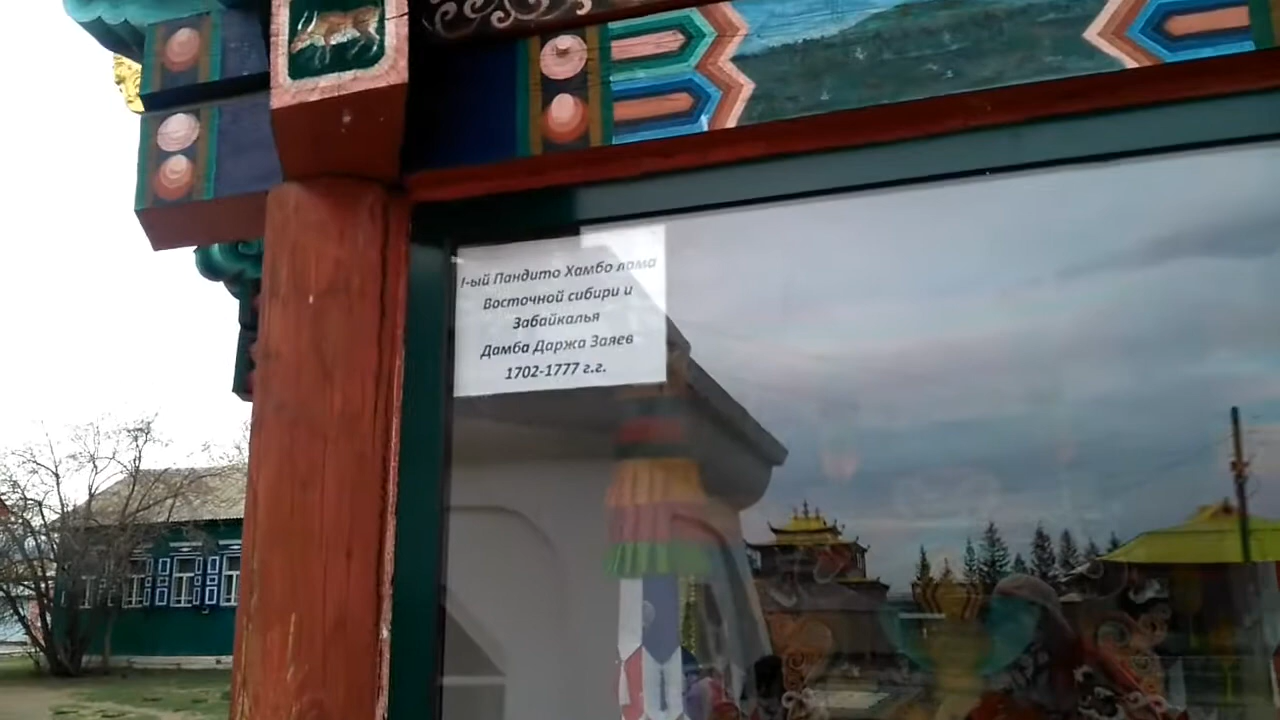 I-ый Пандито Хамбо лама
Восточной сибири и
Забайкалья
Дамба Даржа Заяев
1702-1777 г.г.